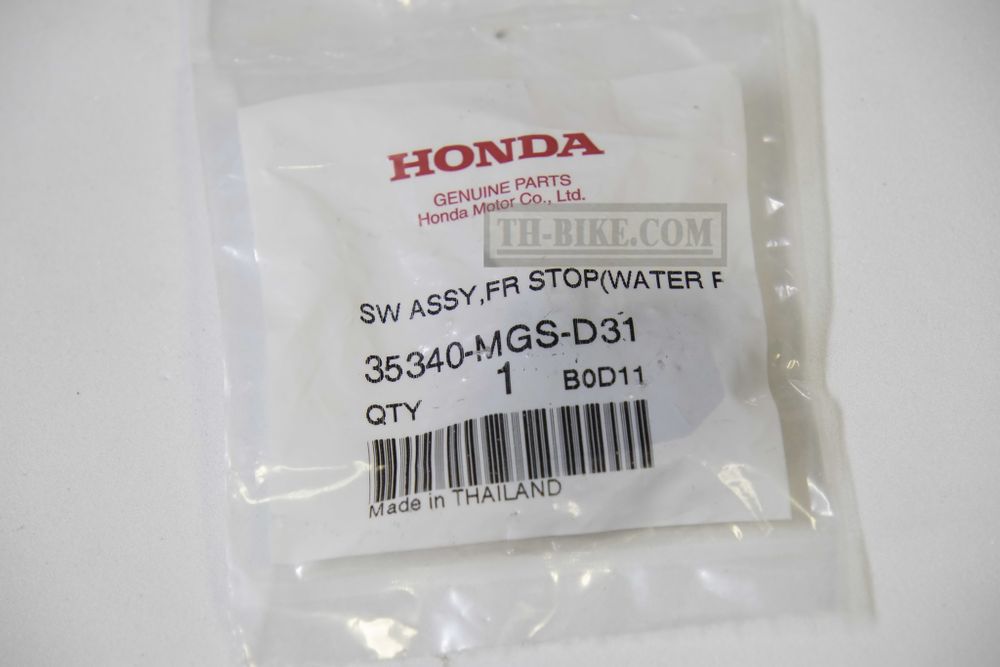 HONDA
GENUINE PARTS
Honda Motor Co., Ltd.
TH-BIKE.COM
SW ASSY,FR STOP(WATER P
35340-MGS-D31
QTY 1 B0D11
Made in THAILAND